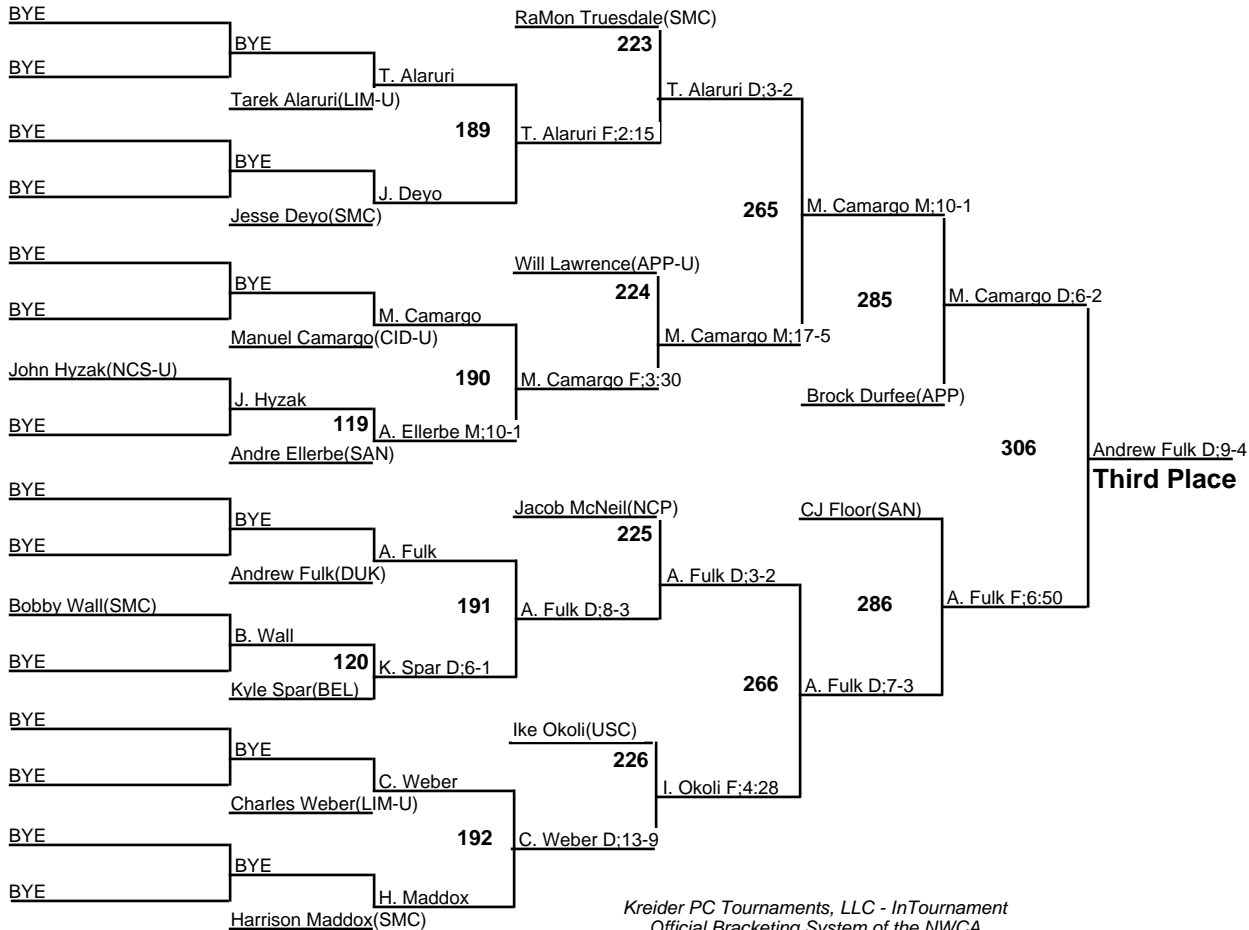 BYE
RaMon Truesdale(SMC)
223
BYE
BYE
T. Alaruri
T. Alaruri D;3-2
Tarek Alaruri(LIM-U)
189
T. Alaruri F;2:15
BYE
BYE
BYE
J. Deyo
265
M. Camargo M;10-1
Jesse Deyo(SMC)
BYE
Will Lawrence(APP-U)
BYE
224
285
M. Camargo D;6-2
BYE
M. Camargo
Manuel Camargo(CID-U)
M. Camargo M;17-5
John Hyzak(NCS-U)
190
M. Camargo F;3:30
J. Hyzak
Brock Durfee(APP)
119
A. Ellerbe M;10-1
BYE
306
Andrew Fulk D;9-4
Andre Ellerbe(SAN)
Third Place
BYE
Jacob McNeil(NCP)
CJ Floor(SAN)
BYE
225
BYE
A. Fulk
Andrew Fulk(DUK)
A. Fulk D;3-2
Bobby Wall(SMC)
191
A. Fulk D;8-3
286
A. Fulk F;6:50
B. Wall
BYE
120
K. Spar D;6-1
Kyle Spar(BEL)
266
A. Fulk D;7-3
BYE
Ike Okoli(USC)
BYE
226
BYE
C. Weber
I. Okoli F;4:28
Charles Weber(LIM-U)
BYE
192
C. Weber D;13-9
BYE
BYE
H. Maddox
Harrison Maddox(SMC)
Kreider PC Tournaments, LLC - InTournament
Official Bracketing System of the NWCA